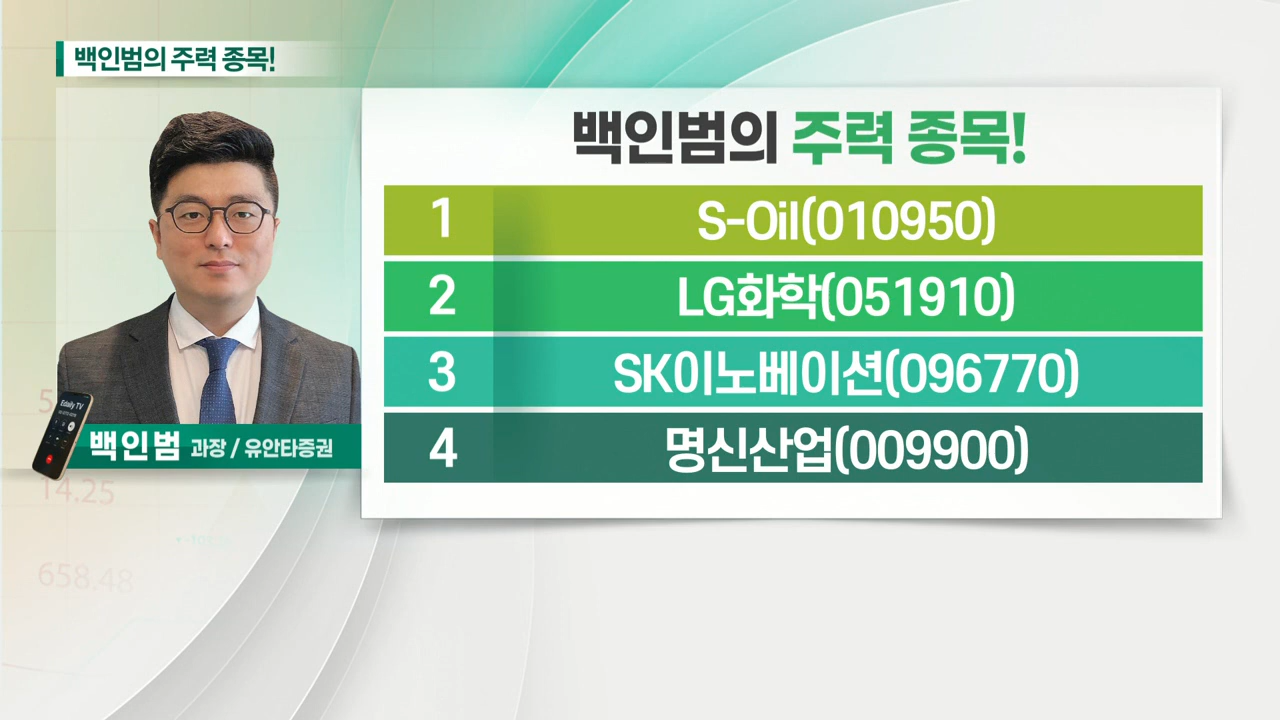 백인범의 주력 종목!
백인범의 주력 종목!
1 S-Oil(010950)
2 LG화학(051910)
3 SK이노베이션(096770)
4 명신산업(009900)
Edaily TV
백인범 과장 / 유안타증권
14.25
658.48